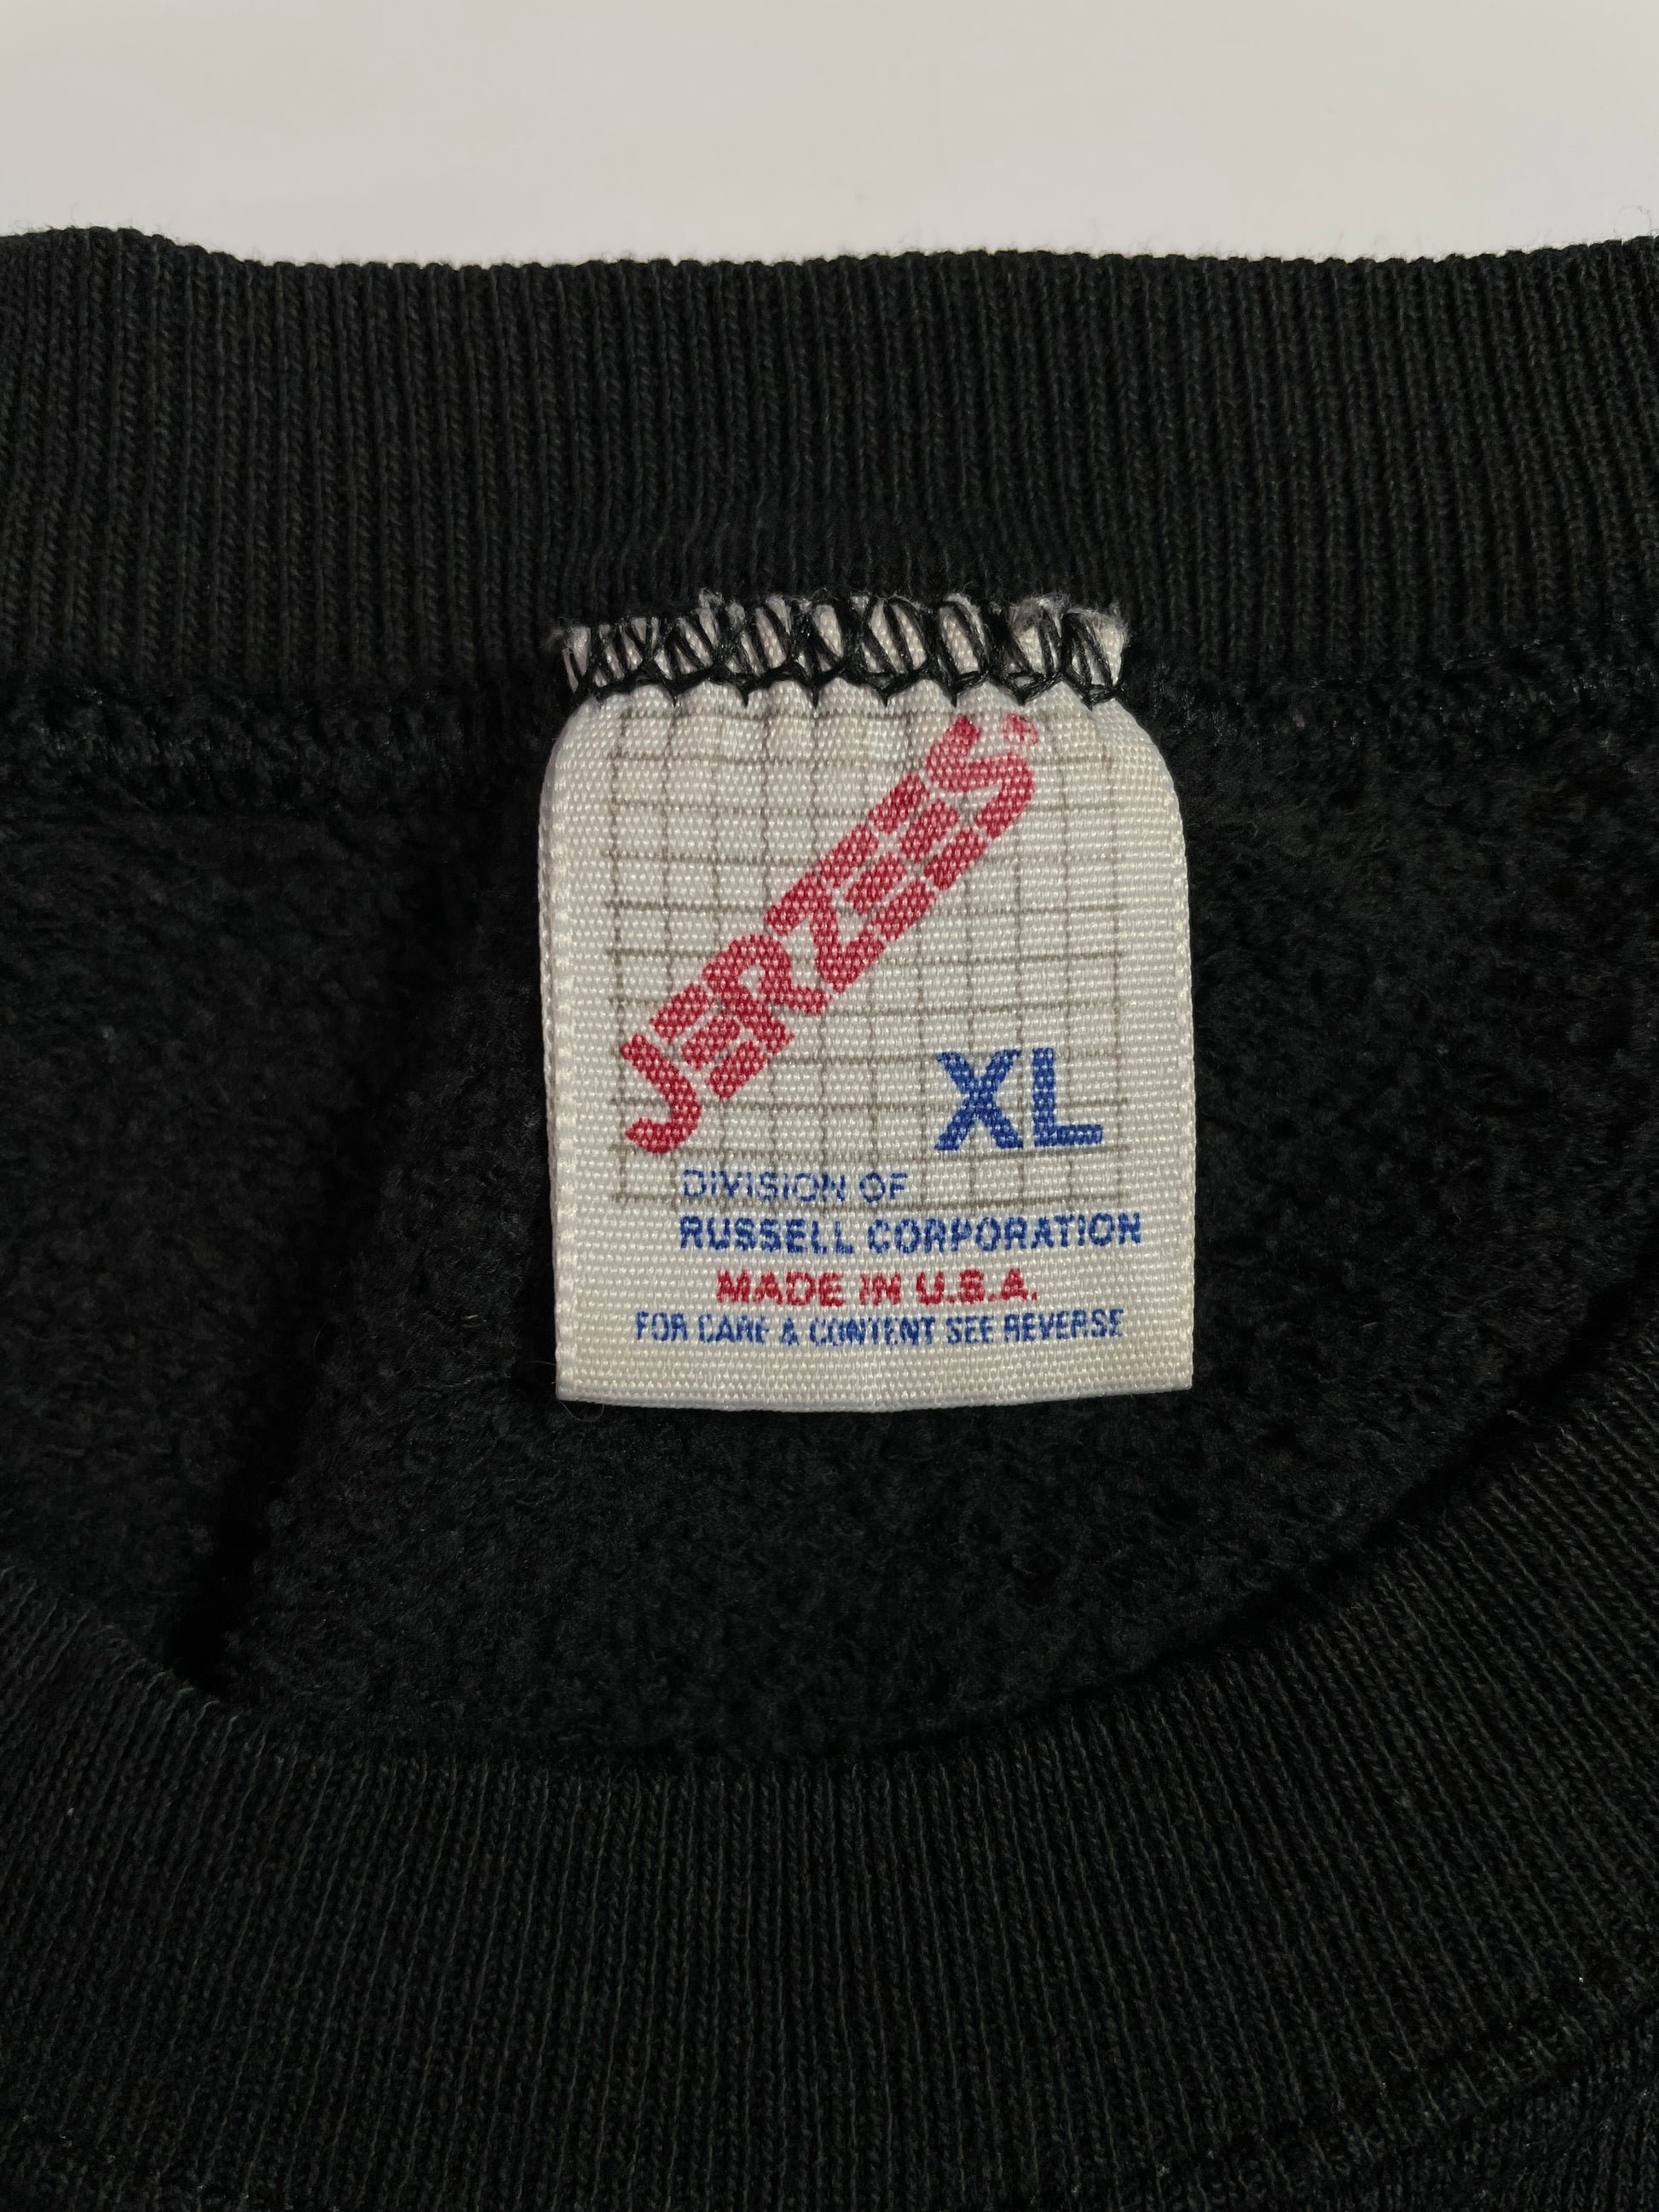 JERZEES®
XL
DIVISION OF
RUSSELL CORPORATION
MADE IN U.S.A.
FOR CARE & CONTENT SEE REVERSE